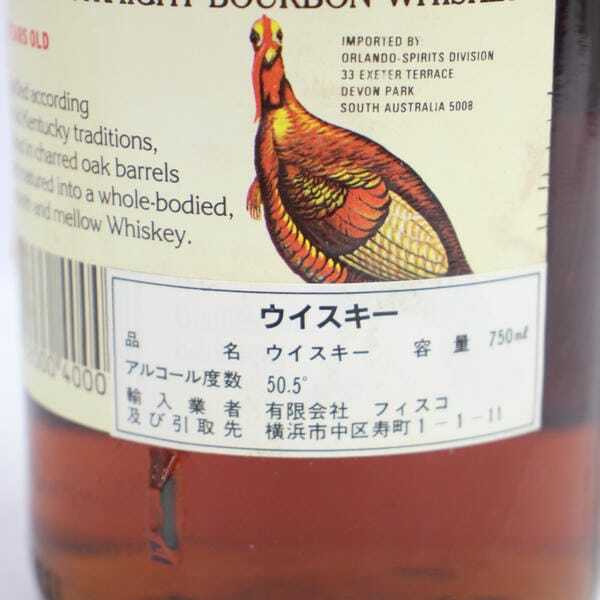 STRAIGHT BOURBON WHISKEY
YEARS OLD
IMPORTED BY:
ORLANDO-SPIRITS DIVISION
33 EXETER TERRACE
DEVON PARK
SOUTH AUSTRALIA 5008
according
Kentucky traditions,
in charred oak barrels
matured into a whole-bodied,
and mellow Whiskey.
4000
ウイスキー
品 名 ウイスキー 容 量 750ml
アルコール度数 50.5°
輸入業者 有限会社 フィスコ
及び引取先 横浜市中区寿町1-1-11